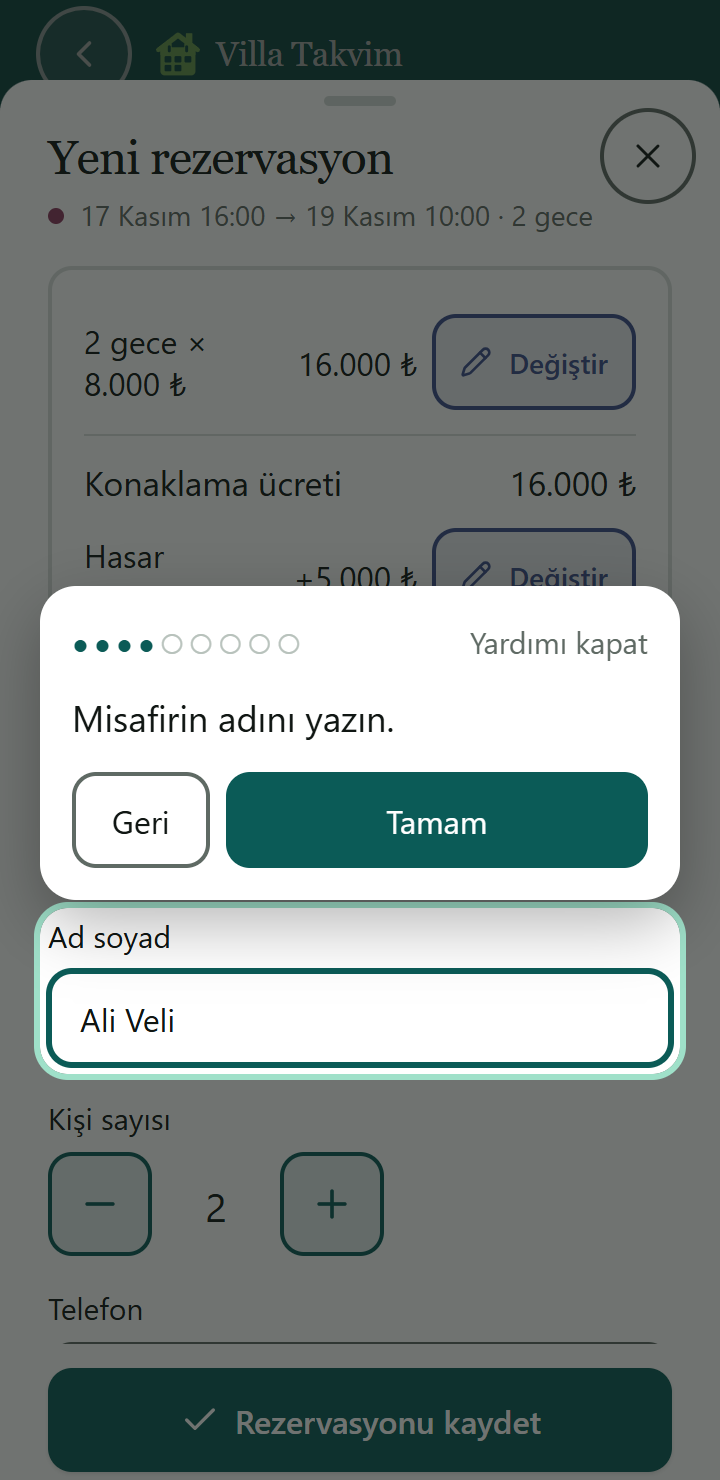 Villa Takvim
Yeni rezervasyon
17 Kasım 16:00 → 19 Kasım 10:00 · 2 gece
2 gece ×
8.000 ₺
16.000 ₺
Değiştir
Konaklama ücreti
16.000 ₺
Hasar
+5.000 ₺
Değiştir
Yardımı kapat
Misafirin adını yazın.
Geri
Tamam
Ad soyad
Ali Veli
Kişi sayısı
2
Telefon
Rezervasyonu kaydet